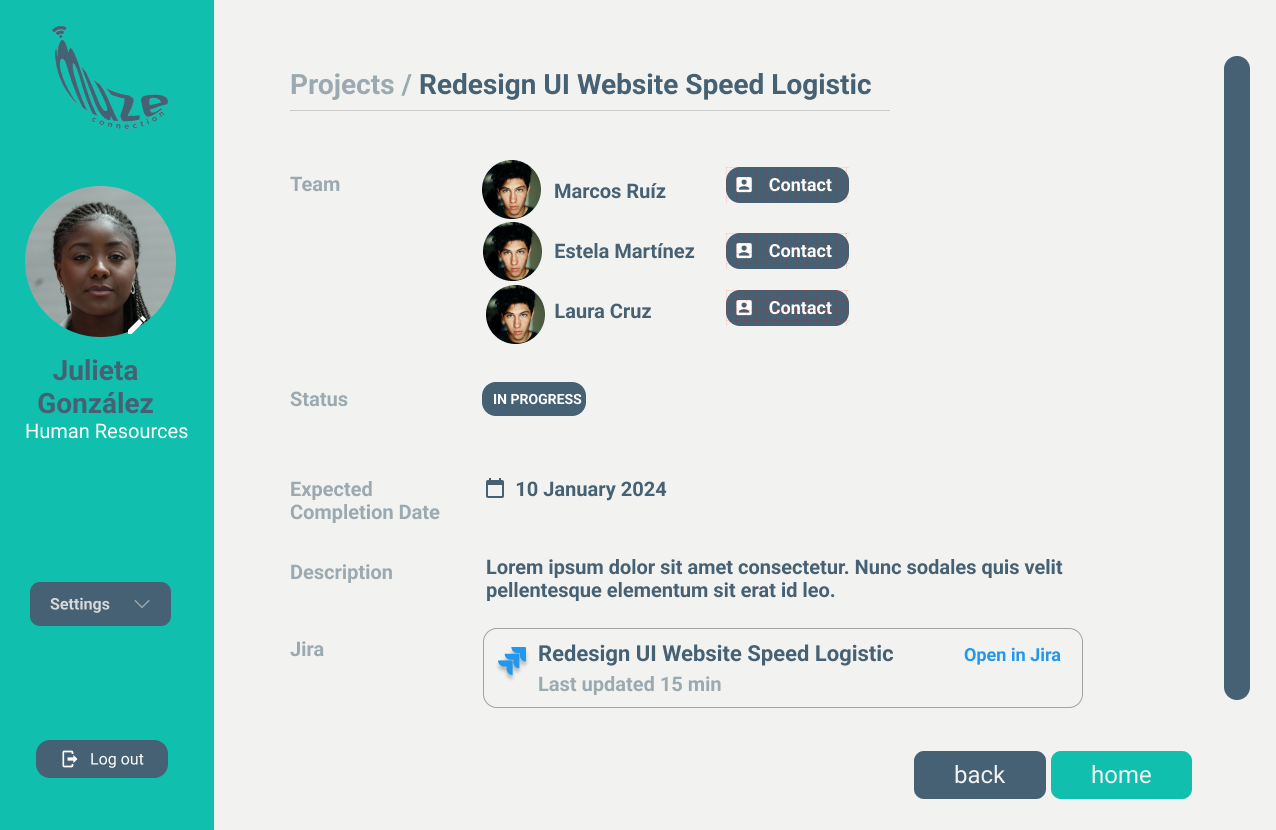 muze
connection
Julieta
González
Human Resources
Settings
Log out
Projects / Redesign UI Website Speed Logistic
Team
Marcos Ruíz
Contact
Estela Martínez
Contact
Laura Cruz
Contact
Status
IN PROGRESS
Expected
Completion Date
10 January 2024
Description
Lorem ipsum dolor sit amet consectetur. Nunc sodales quis velit
pellentesque elementum sit erat id leo.
Jira
Redesign UI Website Speed Logistic
Open in Jira
Last updated 15 min
back
home